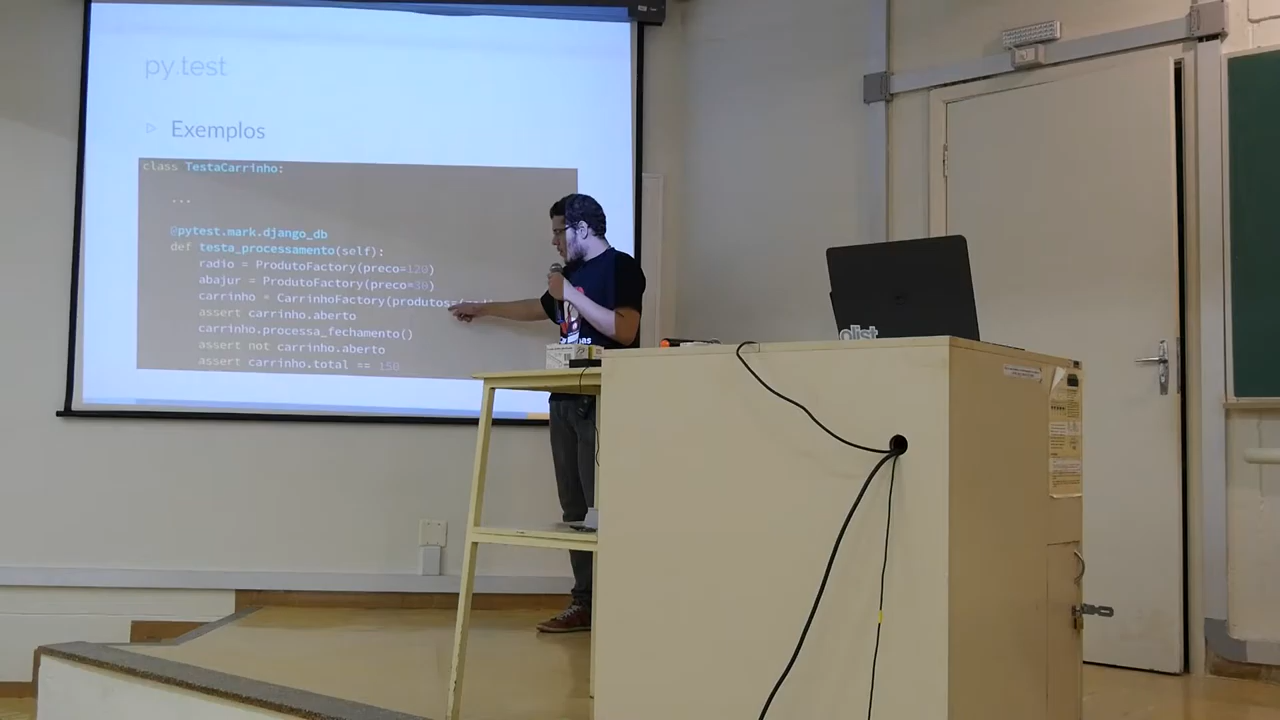 py.test
▷ Exemplos
class TestaCarrinho:
...
@pytest.mark.django_db
def testa_processamento(self):
radio = ProdutoFactory(preco=120)
abajur = ProdutoFactory(preco=30)
carrinho = CarrinhoFactory(produtos=
assert carrinho.aberto
carrinho.processa_fechamento()
assert not carrinho.aberto
assert carrinho.total == 150
olist